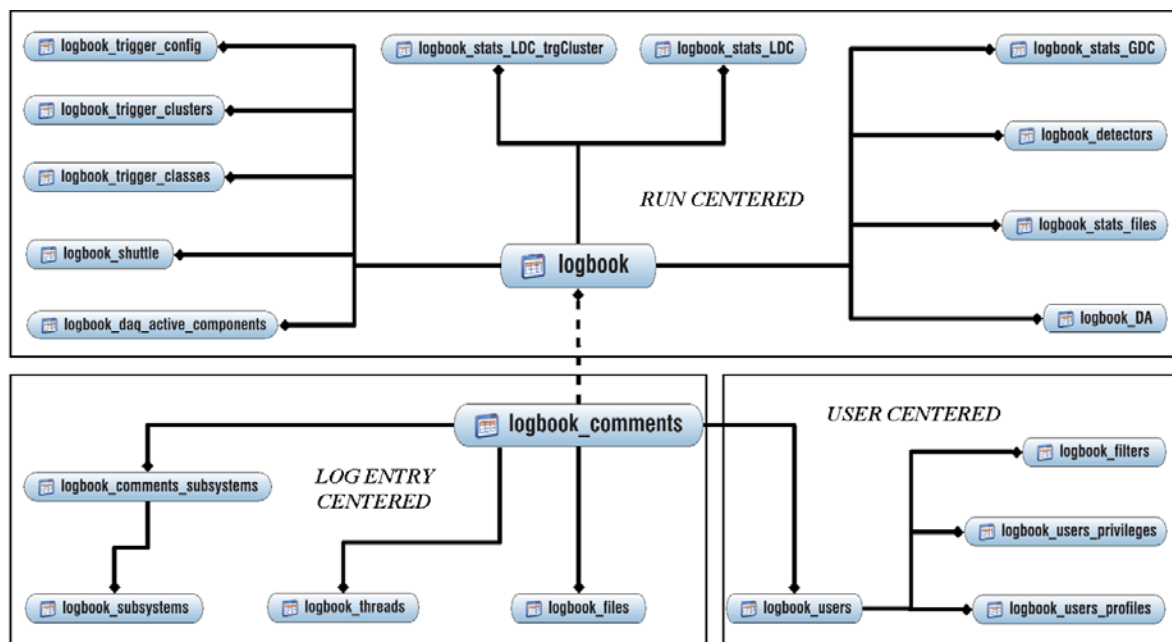 logbook_trigger_config
logbook_stats_LDC_trgCluster
logbook_stats_LDC
logbook_stats_GDC
logbook_trigger_clusters
logbook_detectors
logbook_trigger_classes
RUN CENTERED
logbook_stats_files
logbook_shuttle
logbook
logbook_daq_active_components
logbook_DA
logbook_comments
USER CENTERED
logbook_filters
logbook_comments_subsystems
LOG ENTRY
CENTERED
logbook_users_privileges
logbook_subsystems
logbook_threads
logbook_files
logbook_users
logbook_users_profiles